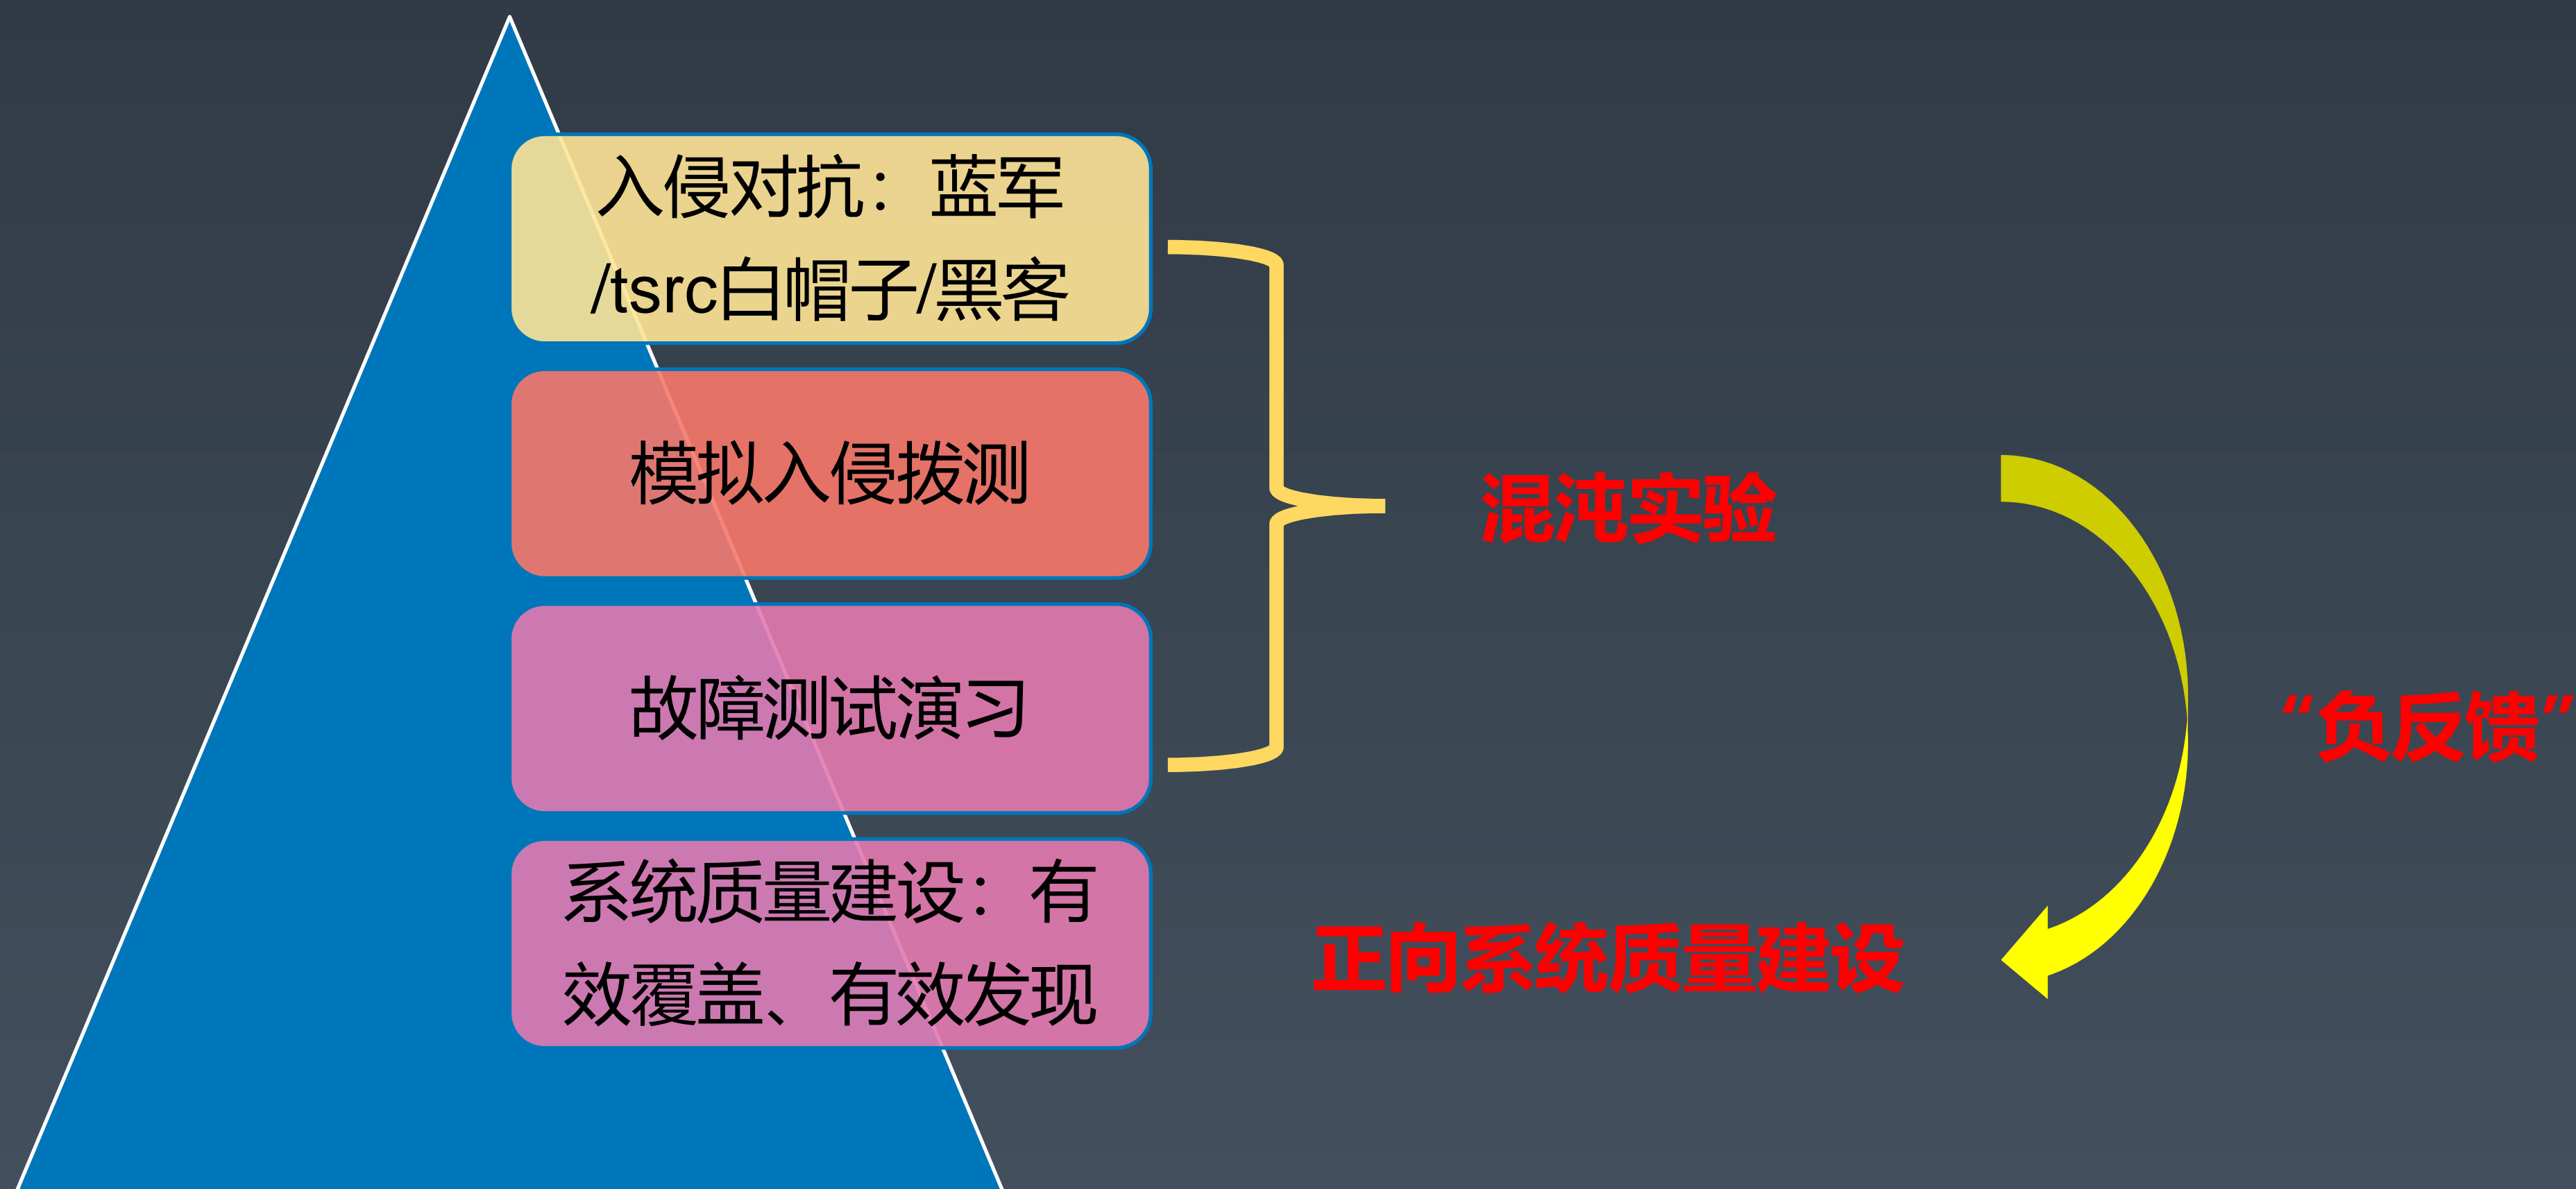 入侵对抗：蓝军
/tsrc白帽子/黑客
模拟入侵拨测
故障测试演习
系统质量建设：有
效覆盖、有效发现
混沌实验
“负反馈”
正向系统质量建设